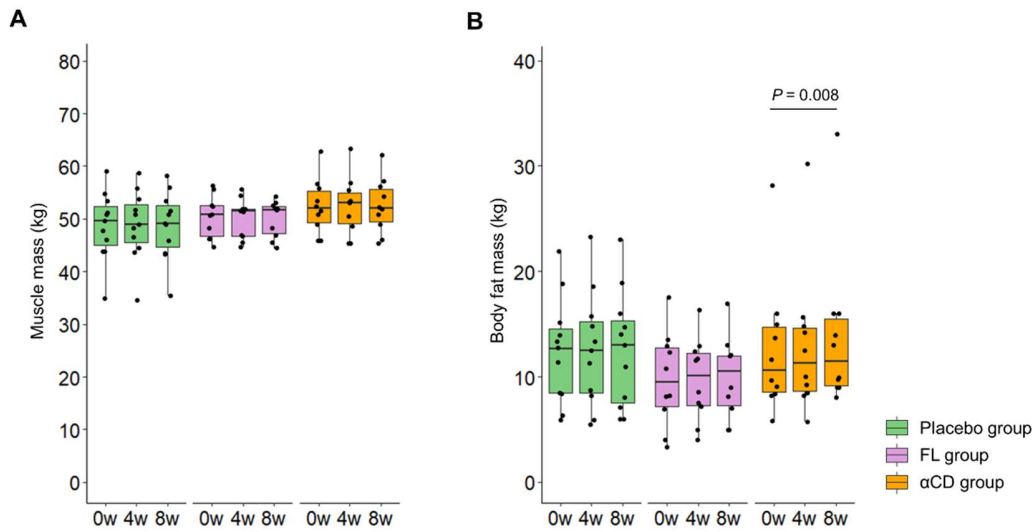 A
Muscle mass (kg)
80
70
60
50
40
30
20
10
0
0w 4w 8w 0w 4w 8w 0w 4w 8w
B
Body fat mass (kg)
40
30
20
10
0
P = 0.008
0w 4w 8w 0w 4w 8w 0w 4w 8w
Placebo group
FL group
αCD group